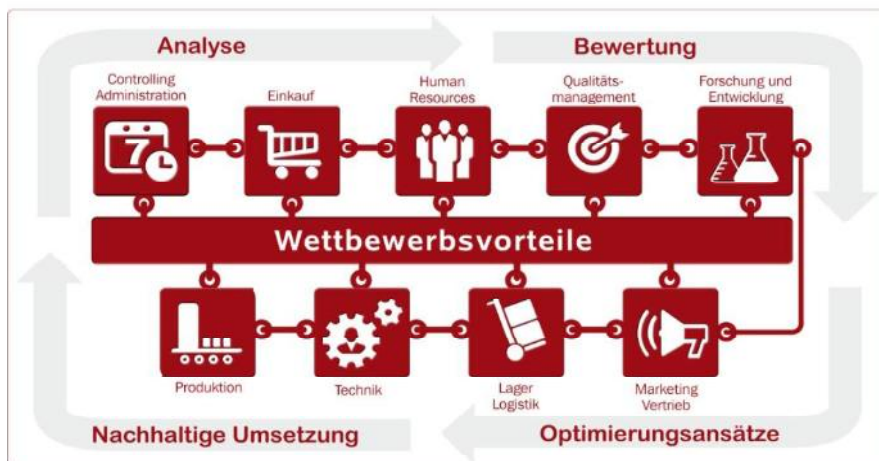 Analyse
Bewertung
Controlling
Administration
Einkauf
Human
Resources
Qualitäts-
management
Forschung und
Entwicklung
7
Wettbewerbsvorteile
Produktion
Technik
Lager
Logistik
Marketing
Vertrieb
Nachhaltige Umsetzung
Optimierungsansätze